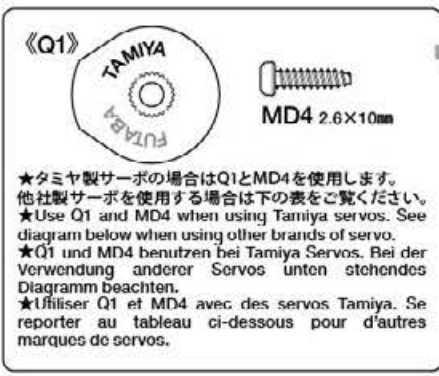 《Q1》
TAMIYA
FUTABA
MD4 2.6×10㎜
★タミヤ製サーボの場合はQ1とMD4を使用します。
他社製サーボを使用する場合は下の表をご覧ください。
★Use Q1 and MD4 when using Tamiya servos. See
diagram below when using other brands of servo.
★Q1 und MD4 benutzen bei Tamiya Servos. Bei der
Verwendung anderer Servos unten stehendes
Diagramm beachten.
★Utiliser Q1 et MD4 avec des servos Tamiya. Se
reporter au tableau ci-dessous pour d'autres
marques de servos.